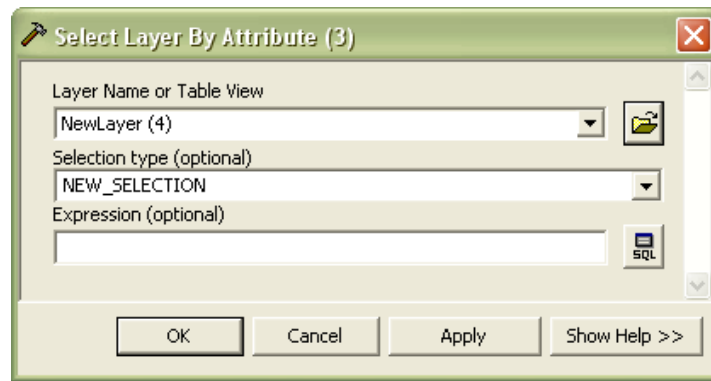 Select Layer By Attribute (3)
Layer Name or Table View
NewLayer (4)
Selection type (optional)
NEW_SELECTION
Expression (optional)
SQL
OK Cancel Apply Show Help >>